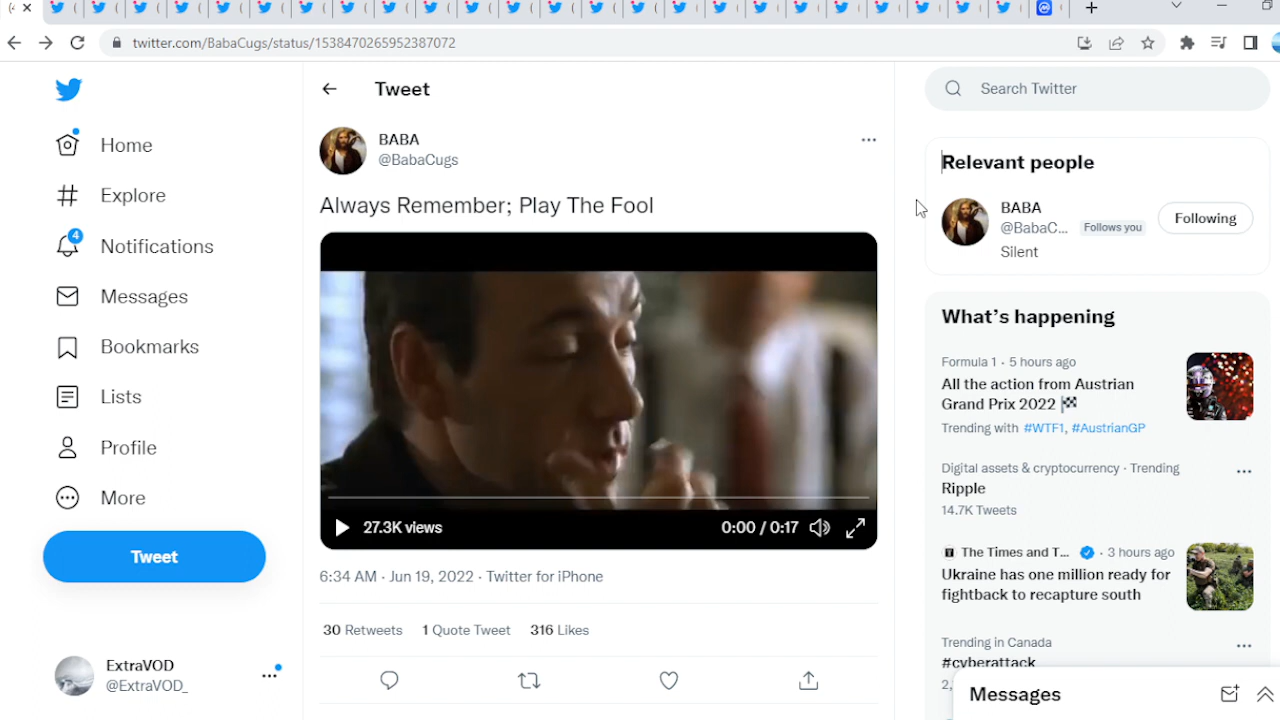 twitter.com/BabaCugs/status/1538470265952387072
Home
Explore
Notifications
4
Messages
Bookmarks
Lists
Profile
More
Tweet
ExtraVOD
@ExtraVOD_
Tweet
BABA
@BabaCugs
Always Remember; Play The Fool
27.3K views
0:00 / 0:17
6:34 AM · Jun 19, 2022 · Twitter for iPhone
30 Retweets 1 Quote Tweet 316 Likes
Search Twitter
Relevant people
BABA
@BabaC... Follows you
Silent
Following
What's happening
Formula 1 · 5 hours ago
All the action from Austrian
Grand Prix 2022
Trending with #WTF1, #AustrianGP
Digital assets & cryptocurrency · Trending
Ripple
14.7K Tweets
The Times and T... · 3 hours ago
Ukraine has one million ready for
fightback to recapture south
Trending in Canada
#cyberattack
Messages